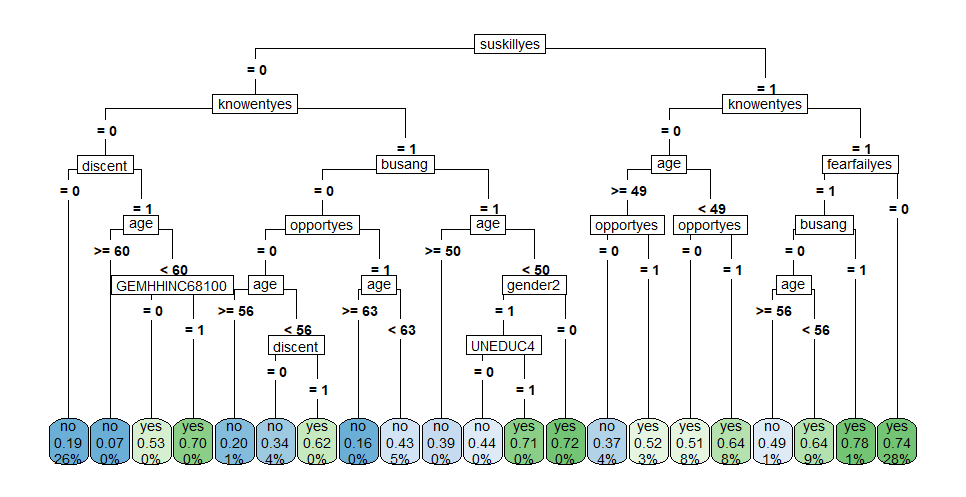 suskillyes
= 0
= 1
knowentyes
knowentyes
= 0
= 1
= 0
= 1
discent
busang
age
fearfailyes
= 0
= 1
= 0
= 1
>= 49
< 49
= 1
= 0
age
opportyes
age
opportyes
opportyes
busang
>= 60
< 60
= 0
= 1
>= 50
< 50
= 0
= 1
= 0
= 1
= 0
= 1
GEMHHINC68100
age
age
gender2
age
= 0
= 1
>= 56
< 56
>= 63
< 63
= 1
= 0
>= 56
< 56
discent
UNEDUC4
= 0
= 1
= 0
= 1
no no yes yes no no yes no no no no yes yes no yes yes yes no yes yes yes
0.19 0.07 0.53 0.70 0.20 0.34 0.62 0.16 0.43 0.39 0.44 0.71 0.72 0.37 0.52 0.51 0.64 0.49 0.64 0.78 0.74
26% 0% 0% 0% 1% 4% 0% 0% 5% 0% 0% 0% 0% 4% 3% 8% 8% 1% 9% 1% 28%